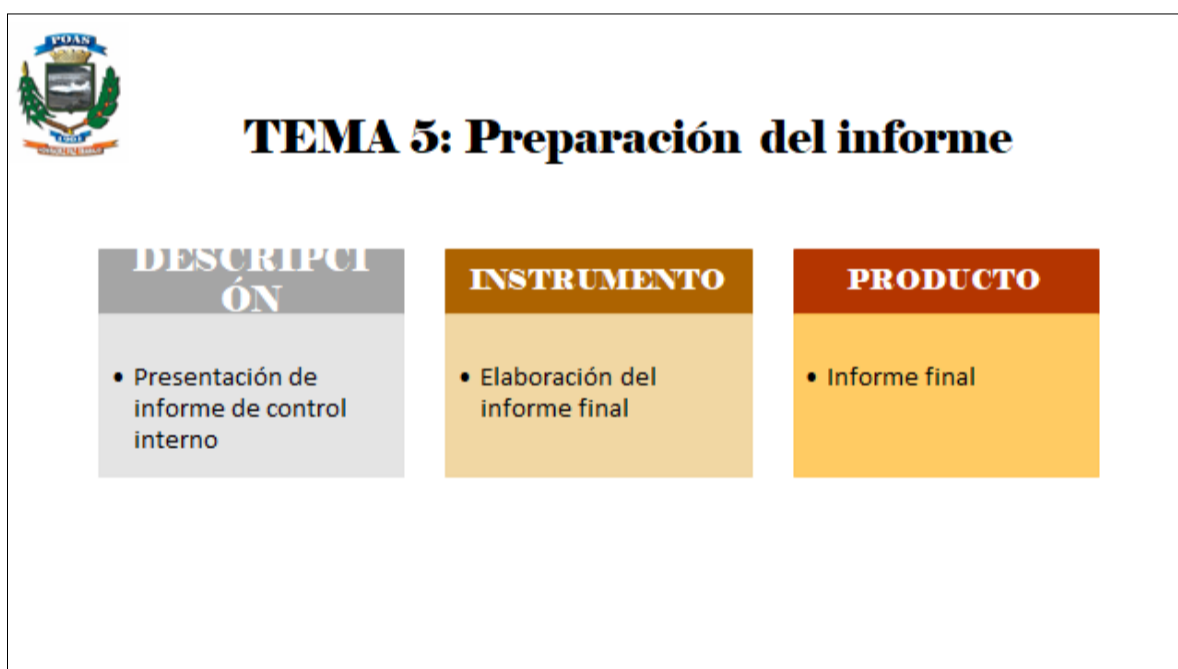 POAS
TEMA 5: Preparación del informe
DESCRIPCI
ÓN
• Presentación de
informe de control
interno
INSTRUMENTO
• Elaboración del
informe final
PRODUCTO
• Informe final